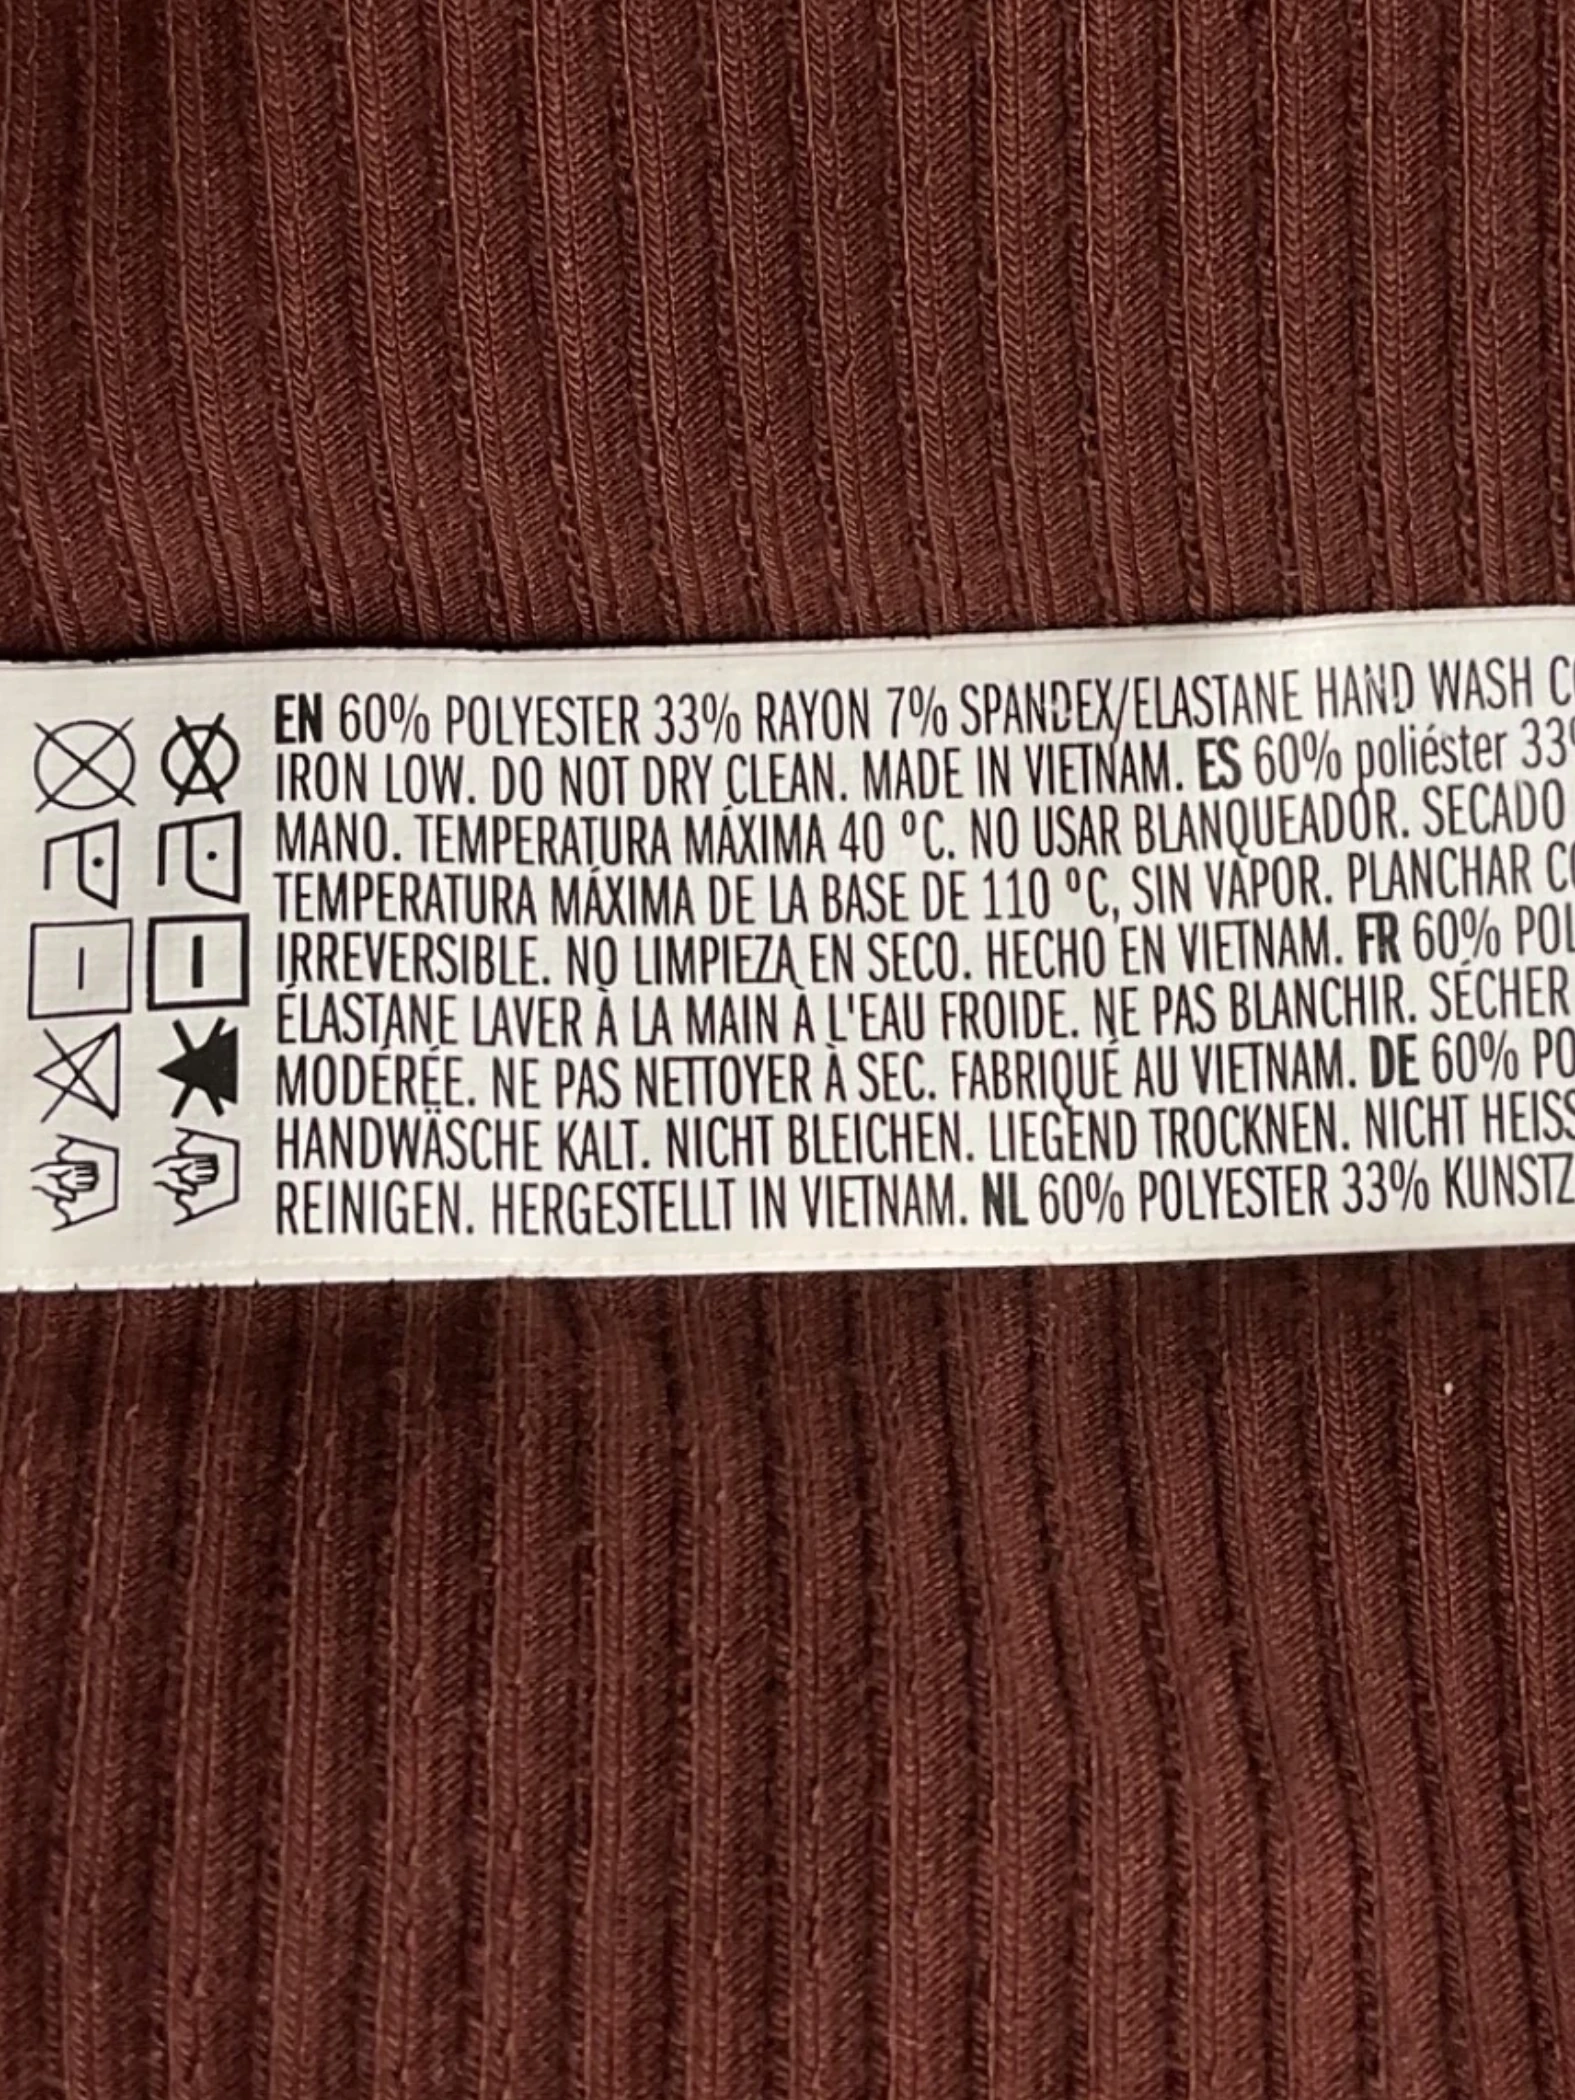 EN 60% POLYESTER 33% RAYON 7% SPANDEX/ELASTANE HAND WASH
IRON LOW. DO NOT DRY CLEAN. MADE IN VIETNAM. ES 60% poliéster 33%
MANO. TEMPERATURA MÁXIMA 40 °C. NO USAR BLANQUEADOR. SECADO
TEMPERATURA MÁXIMA DE LA BASE DE 110 °C, SIN VAPOR. PLANCHAR
IRREVERSIBLE. NO LIMPIEZA EN SECO. HECHO EN VIETNAM. FR 60%
ÉLASTANE LAVER À LA MAIN À L'EAU FROIDE. NE PAS BLANCHIR. SÉCHER
MODÉRÉE. NE PAS NETTOYER À SEC. FABRIQUÉ AU VIETNAM. DE 60%
HANDWÄSCHE KALT. NICHT BLEICHEN. LIEGEND TROCKNEN. NICHT HEISS
REINIGEN. HERGESTELLT IN VIETNAM. NL 60% POLYESTER 33%